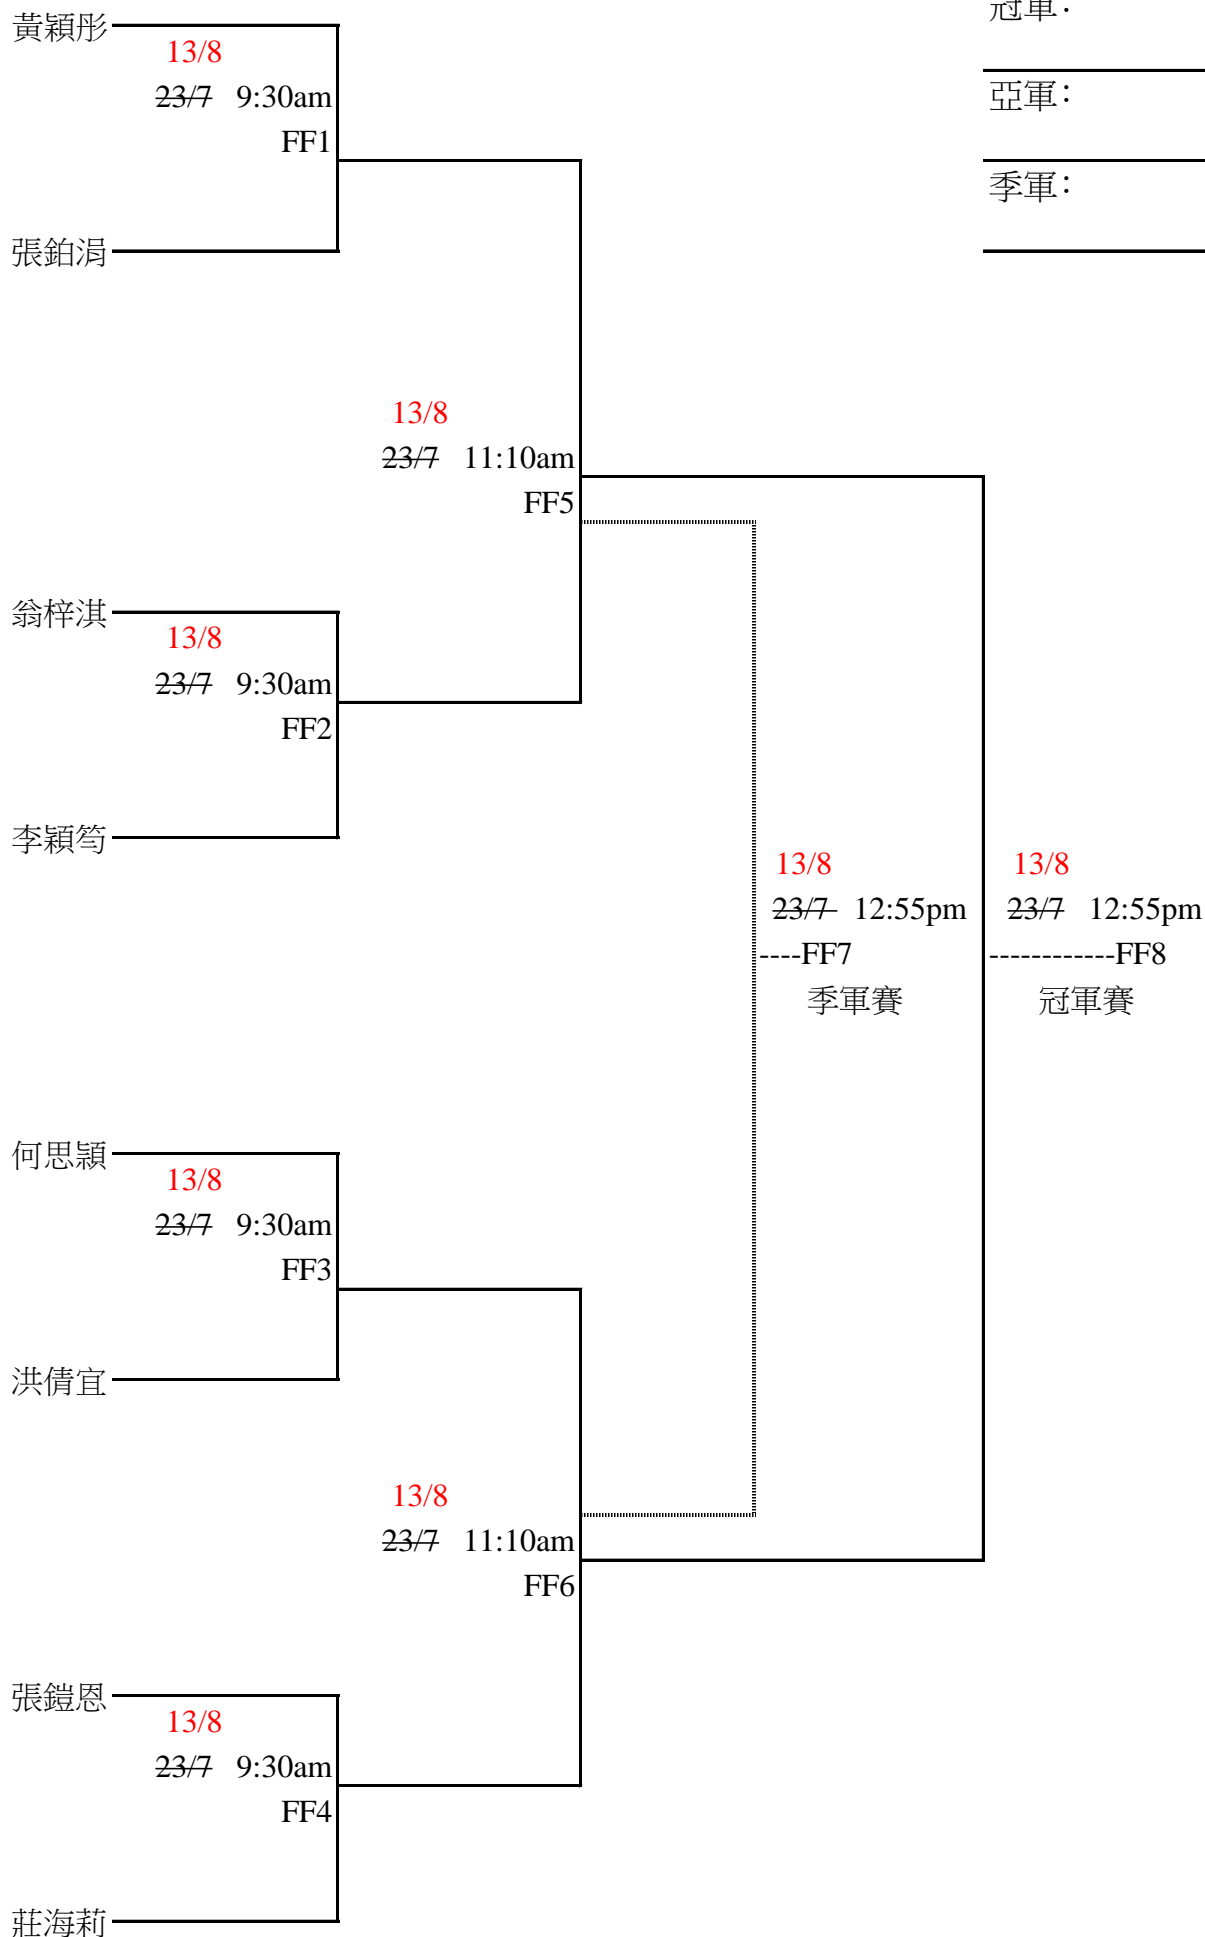 冠軍：
黃穎彤
13/8
23/7 9:30am
亞軍：
FF1
季軍：
張鉑涓
13/8
23/7 11:10am
FF5
翁梓淇
13/8
23/7 9:30am
FF2
李穎筠
13/8 13/8
23/7 12:55pm 23/7 12:55pm
----FF7 ------------FF8
季軍賽 冠軍賽
何思穎
13/8
23/7 9:30am
FF3
洪倩宜
13/8
23/7 11:10am
FF6
張鎧恩
13/8
23/7 9:30am
FF4
莊海莉